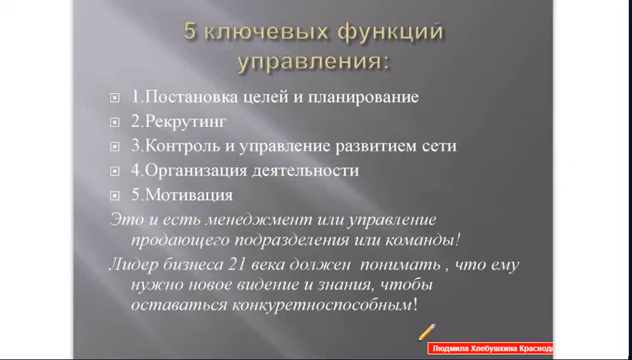 5 ключевых функций
управления:
1.Постановка целей и планирование
2.Рекрутинг
3.Контроль и управление развитием сети
4.Организация деятельности
5.Мотивация
Это и есть менеджмент или управление
продающего подразделения или команды!
Лидер бизнеса 21 века должен понимать , что ему
нужно новое видение и знания, чтобы
оставаться конкуретноспособным!
Людмила Хлебушкина Краснода